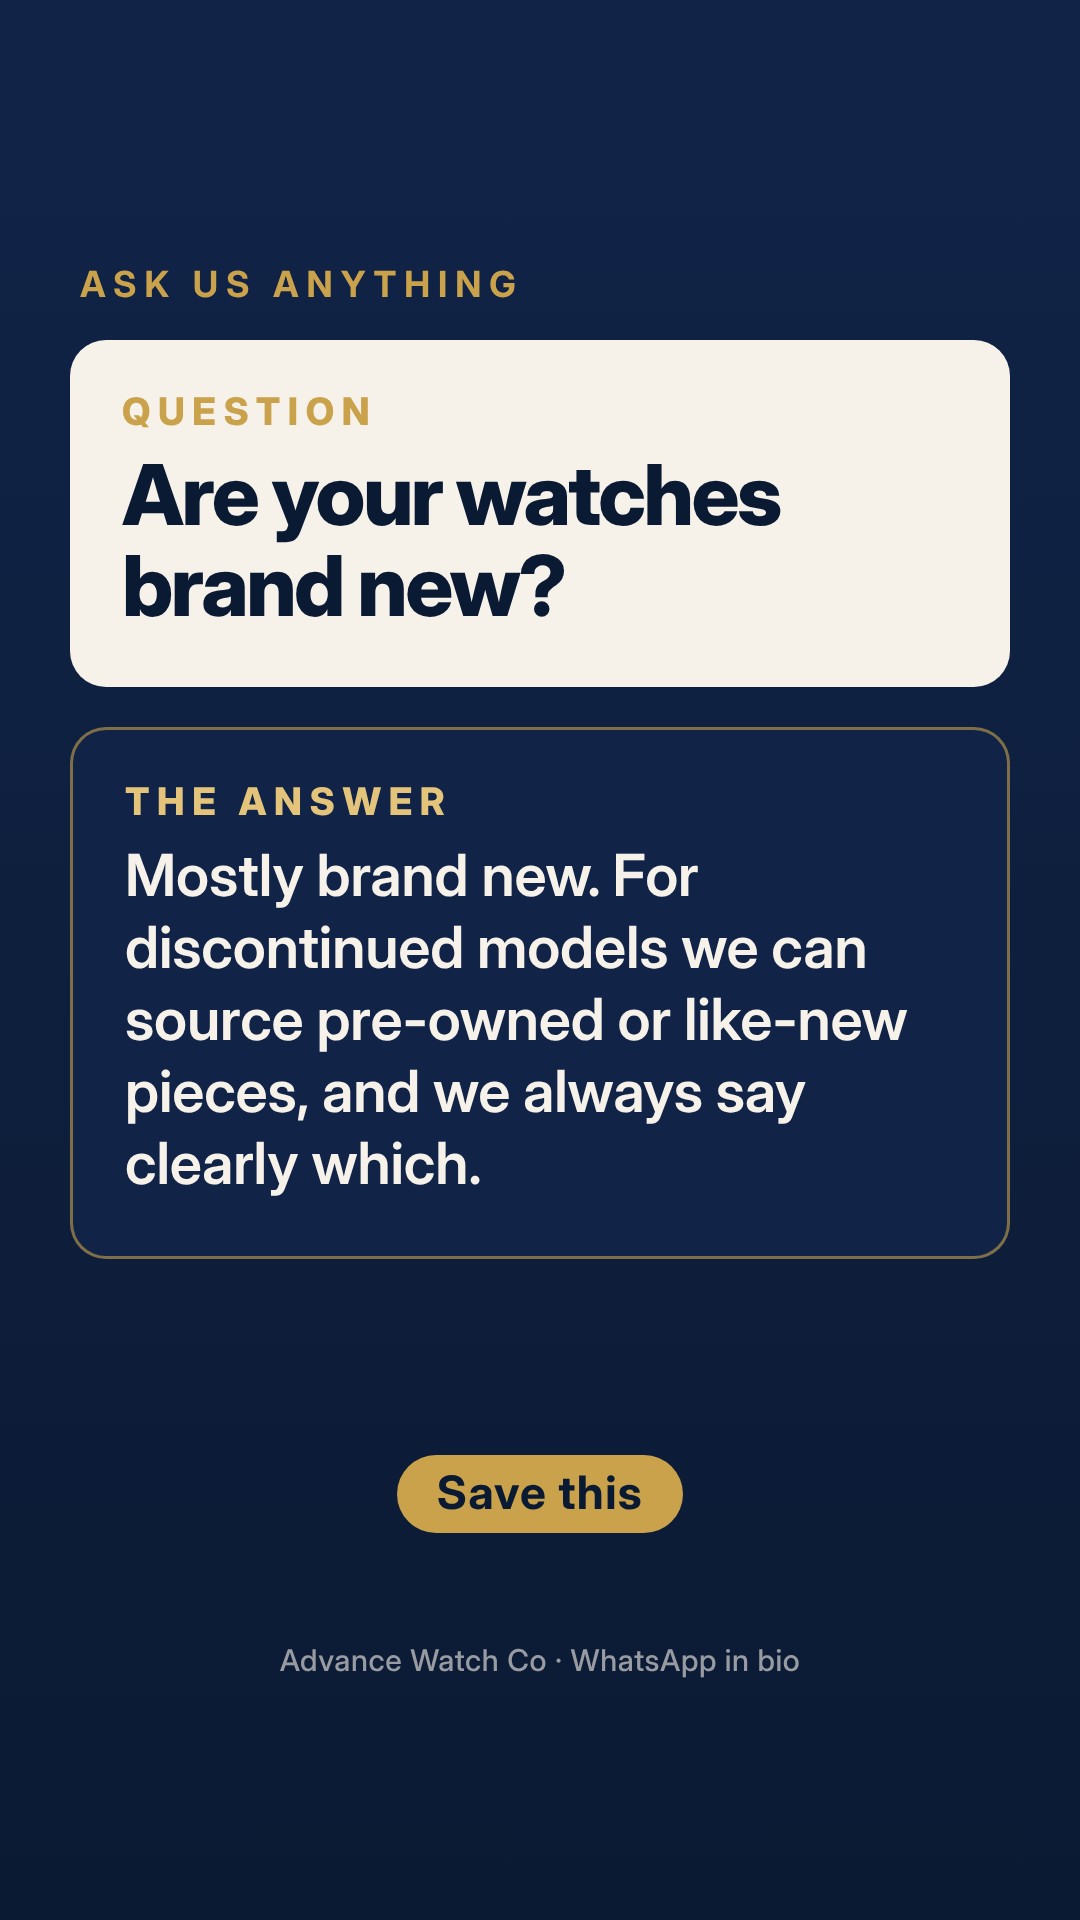 ASK US ANYTHING
QUESTION
Are your watches
brand new?
THE ANSWER
Mostly brand new. For
discontinued models we can
source pre-owned or like-new
pieces, and we always say
clearly which.
Save this
Advance Watch Co · WhatsApp in bio